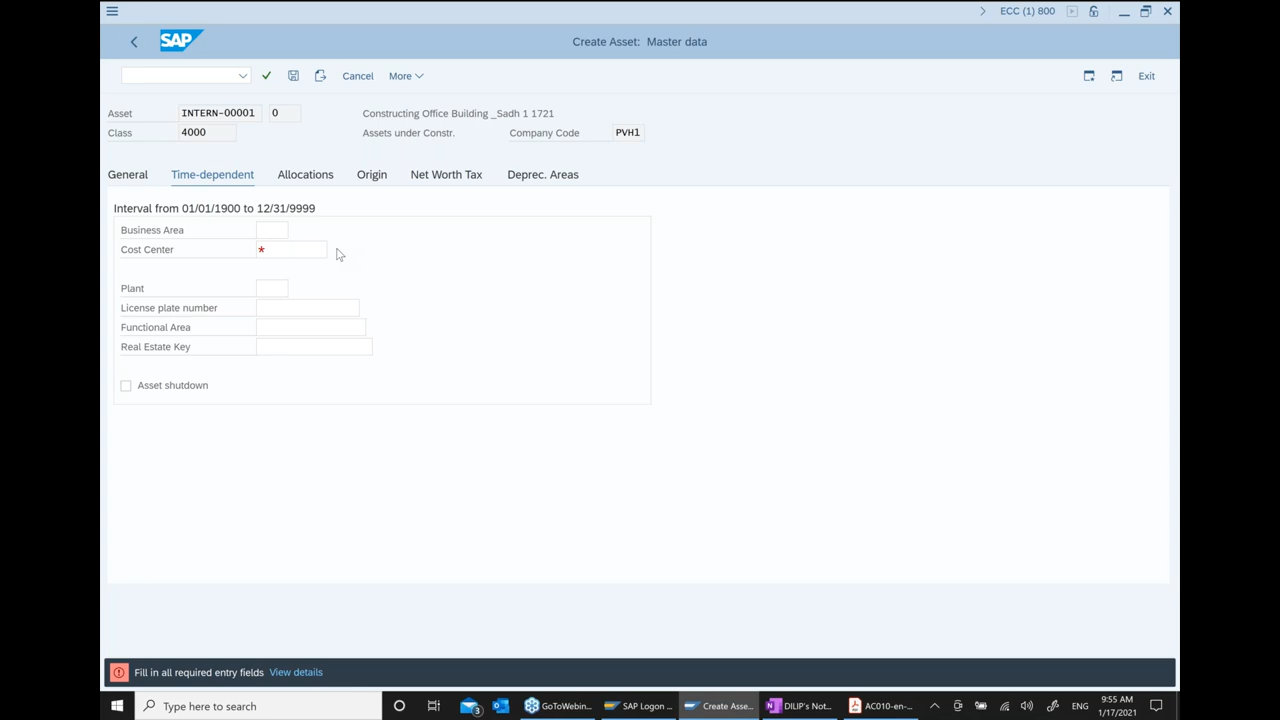 ECC (1) 800
SAP
Create Asset: Master data
Cancel More Exit
Asset INTERN-00001 0 Constructing Office Building _Sadh 1 1721
Class 4000 Assets under Constr. Company Code PVH1
General Time-dependent Allocations Origin Net Worth Tax Deprec. Areas
Interval from 01/01/1900 to 12/31/9999
Business Area
Cost Center *
Plant
License plate number
Functional Area
Real Estate Key
Asset shutdown
Fill in all required entry fields View details
Type here to search 3 GoToWebin... SAP Logon ... Create Asse... DILIP's Not... AC010-en-... ENG 9:55 AM
1/17/2021